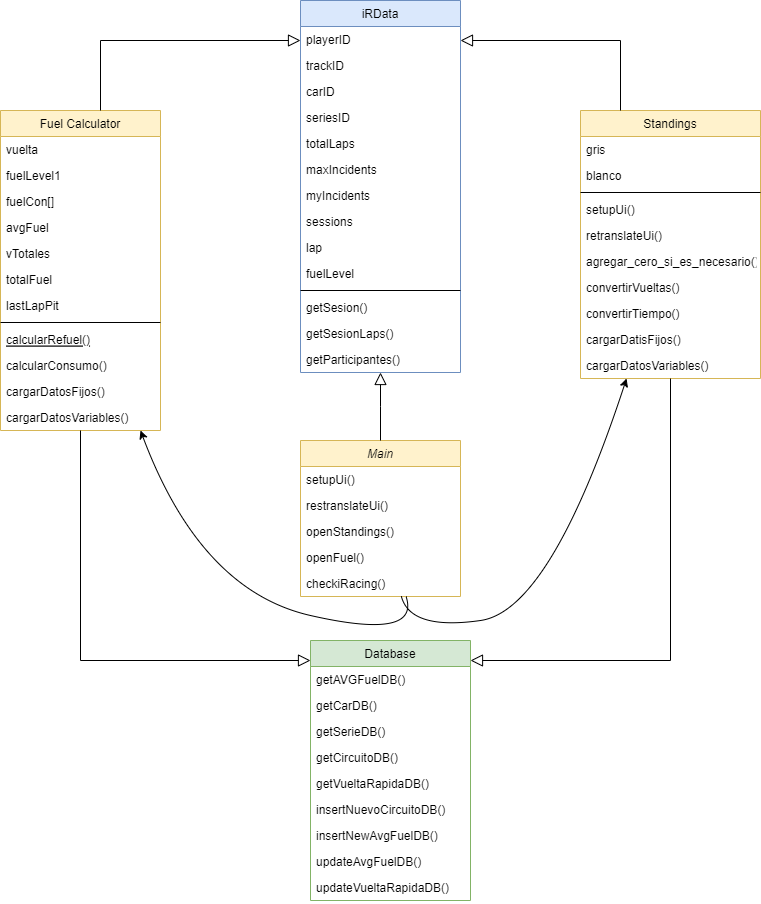 iRData
playerID
trackID
carID
seriesID
totalLaps
maxIncidents
myIncidents
sessions
lap
fuelLevel
getSesion()
getSesionLaps()
getParticipantes()
Fuel Calculator
vuelta
fuelLevel1
fuelCon[]
avgFuel
vTotales
totalFuel
lastLapPit
calcularRefuel()
calcularConsumo()
cargarDatosFijos()
cargarDatosVariables()
Standings
gris
blanco
setupUi()
retranslateUi()
agregar_cero_si_es_necesario()
convertirVueltas()
convertirTiempo()
cargarDatisFijos()
cargarDatosVariables()
Main
setupUi()
restranslateUi()
openStandings()
openFuel()
checkiRacing()
Database
getAVGFuelDB()
getCarDB()
getSerieDB()
getCircuitoDB()
getVueltaRapidaDB()
insertNuevoCircuitoDB()
insertNewAvgFuelDB()
updateAvgFuelDB()
updateVueltaRapidaDB()